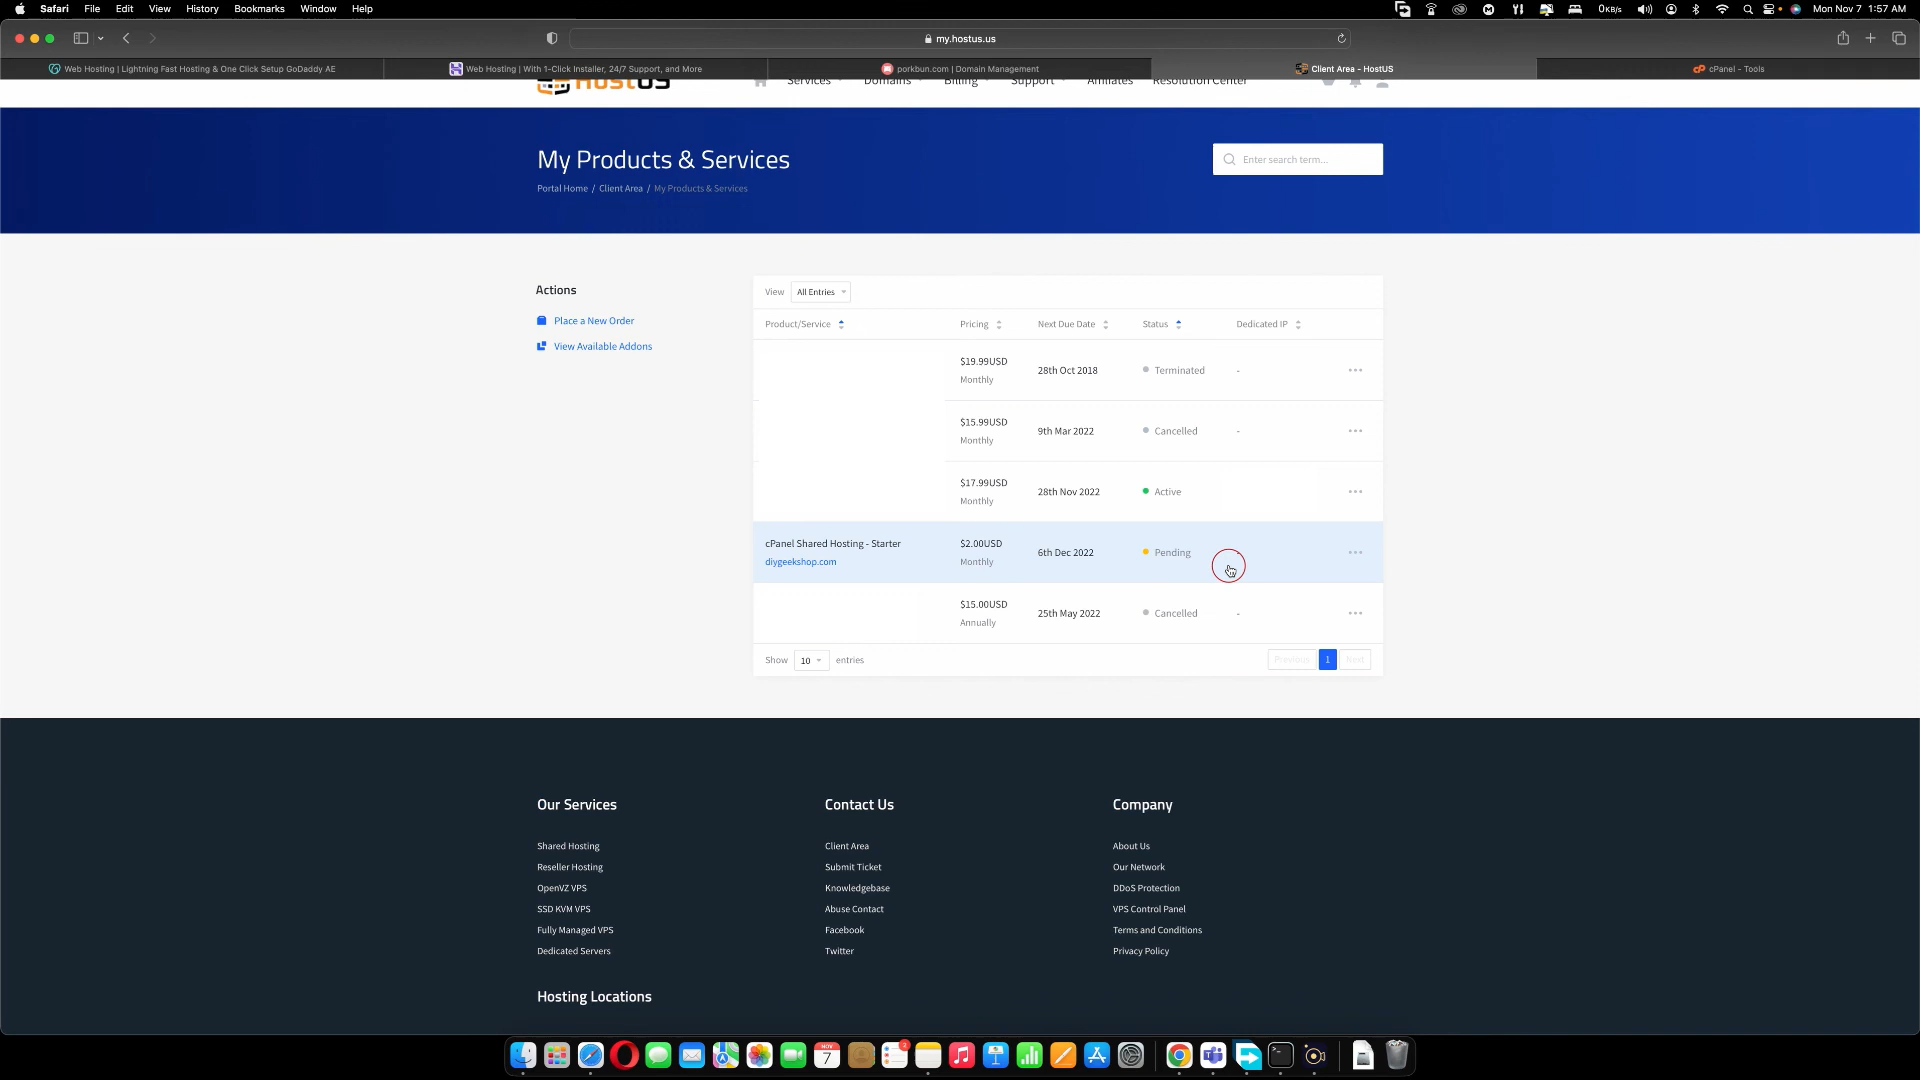 Safari File Edit View History Bookmarks Window Help
0KB/s Mon Nov 7 1:57 AM
my.hostus.us
Web Hosting | Lightning Fast Hosting & One Click Setup GoDaddy AE
Web Hosting | With 1-Click Installer, 24/7 Support, and More
porkbun.com | Domain Management
Client Area - HostUS
cPanel - Tools
HostUS Services Domains Billing Support Affiliates Resolution Center
My Products & Services
Enter search term...
Portal Home / Client Area / My Products & Services
Actions
Place a New Order
View Available Addons
View All Entries
Product/Service Pricing Next Due Date Status Dedicated IP
$19.99USD
Monthly
28th Oct 2018 Terminated -
$15.99USD
Monthly
9th Mar 2022 Cancelled -
$17.99USD
Monthly
28th Nov 2022 Active
cPanel Shared Hosting - Starter
diygeekshop.com
$2.00USD
Monthly
6th Dec 2022 Pending
$15.00USD
Annually
25th May 2022 Cancelled -
Show 10 entries
Previous 1 Next
Our Services
Shared Hosting
Reseller Hosting
OpenVZ VPS
SSD KVM VPS
Fully Managed VPS
Dedicated Servers
Contact Us
Client Area
Submit Ticket
Knowledgebase
Abuse Contact
Facebook
Twitter
Company
About Us
Our Network
DDoS Protection
VPS Control Panel
Terms and Conditions
Privacy Policy
Hosting Locations
NOV
7
2